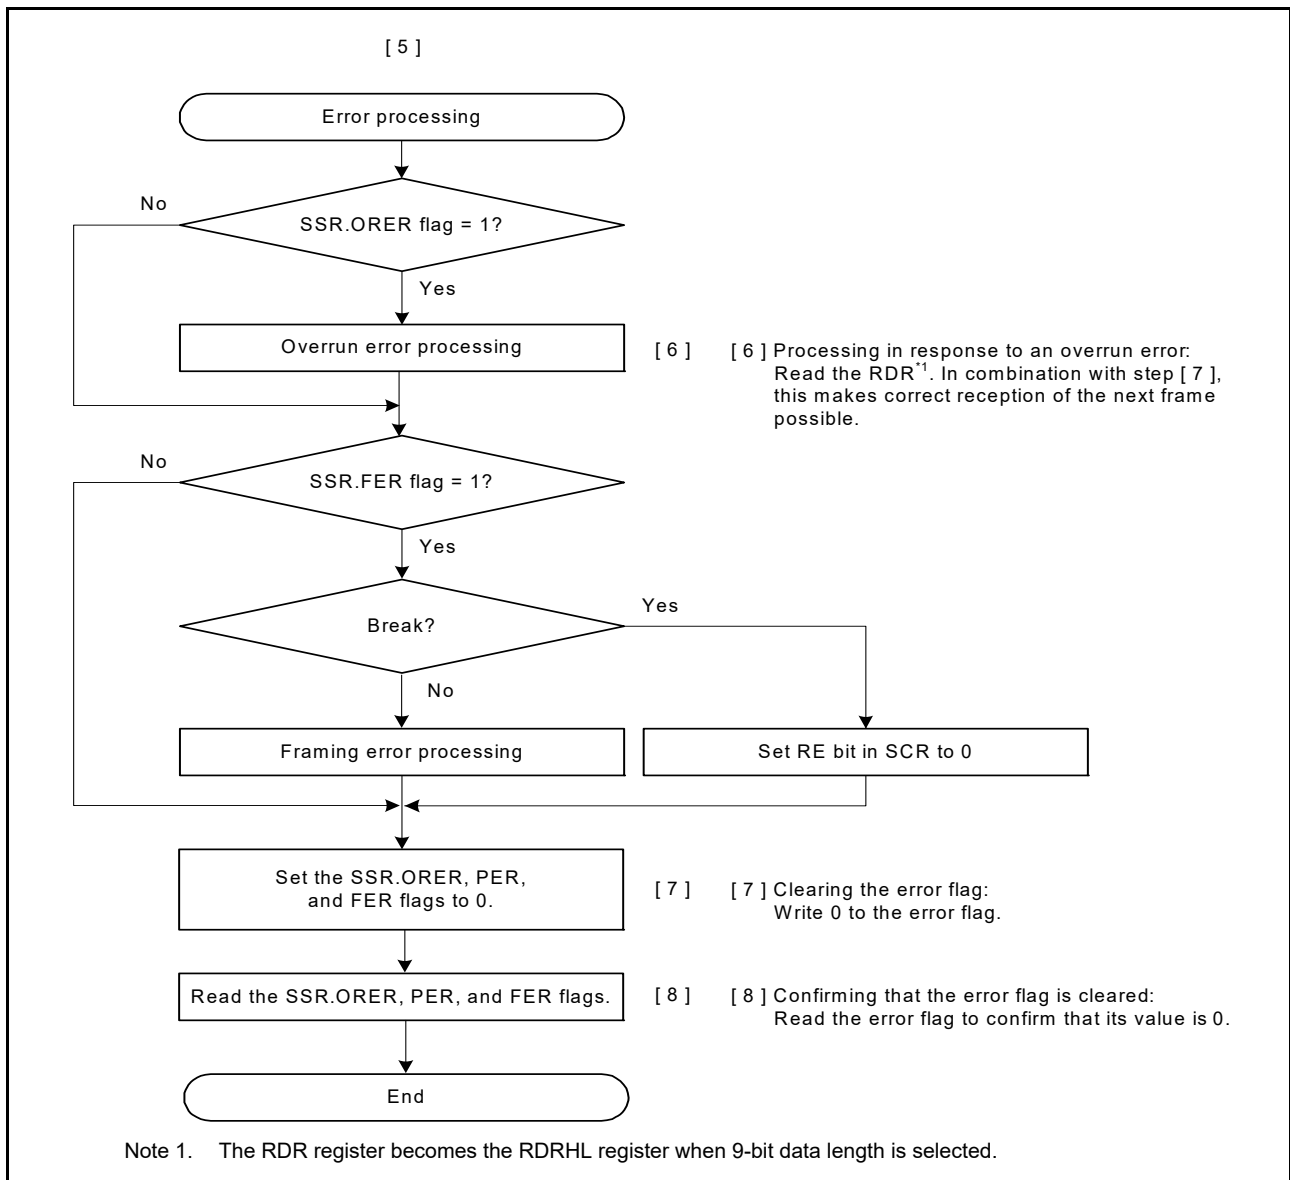 [ 5 ]
Error processing
No
SSR.ORER flag = 1?
Yes
Overrun error processing
[ 6 ]
[ 6 ] Processing in response to an overrun error:
Read the RDR*1. In combination with step [ 7 ],
this makes correct reception of the next frame
possible.
No
SSR.FER flag = 1?
Yes
Break?
Yes
No
Framing error processing
Set RE bit in SCR to 0
Set the SSR.ORER, PER,
and FER flags to 0.
[ 7 ]
[ 7 ] Clearing the error flag:
Write 0 to the error flag.
Read the SSR.ORER, PER, and FER flags.
[ 8 ]
[ 8 ] Confirming that the error flag is cleared:
Read the error flag to confirm that its value is 0.
End
Note 1. The RDR register becomes the RDRHL register when 9-bit data length is selected.